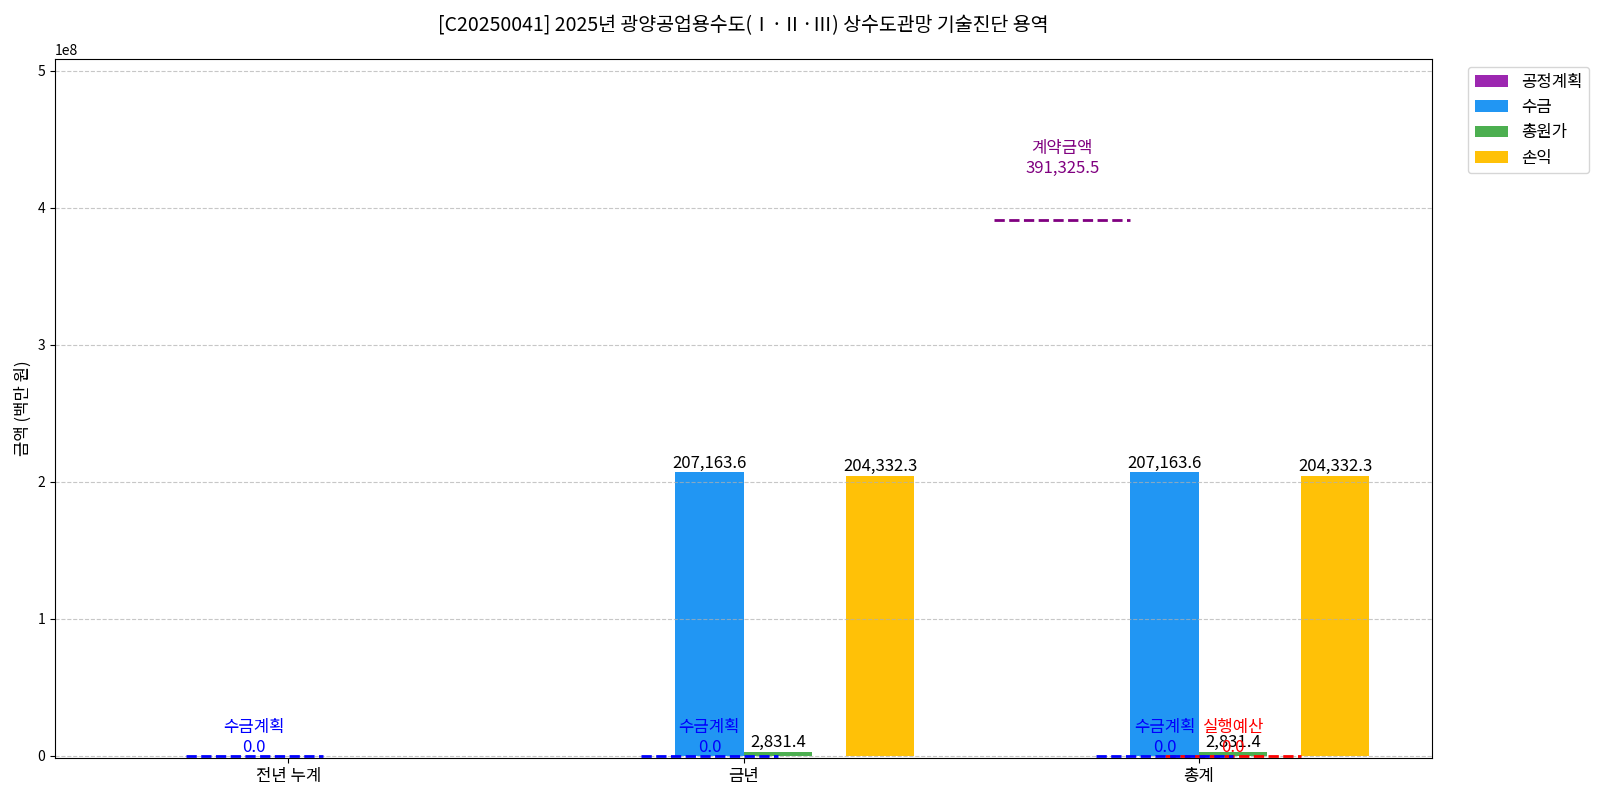 [C20250041] 2025년 광양공업용수도(Ⅰ·Ⅱ·Ⅲ) 상수도관망 기술진단 용역
1e8
5
4
3
2
1
0
금액 (백만 원)
계약금액
391,325.5
207,163.6
204,332.3
207,163.6
204,332.3
수금계획
0.0
수금계획
0.0
2,831.4
수금계획
0.0
실행예산
0.0
2,831.4
전년 누계
금년
총계
공정계획
수금
총원가
손익